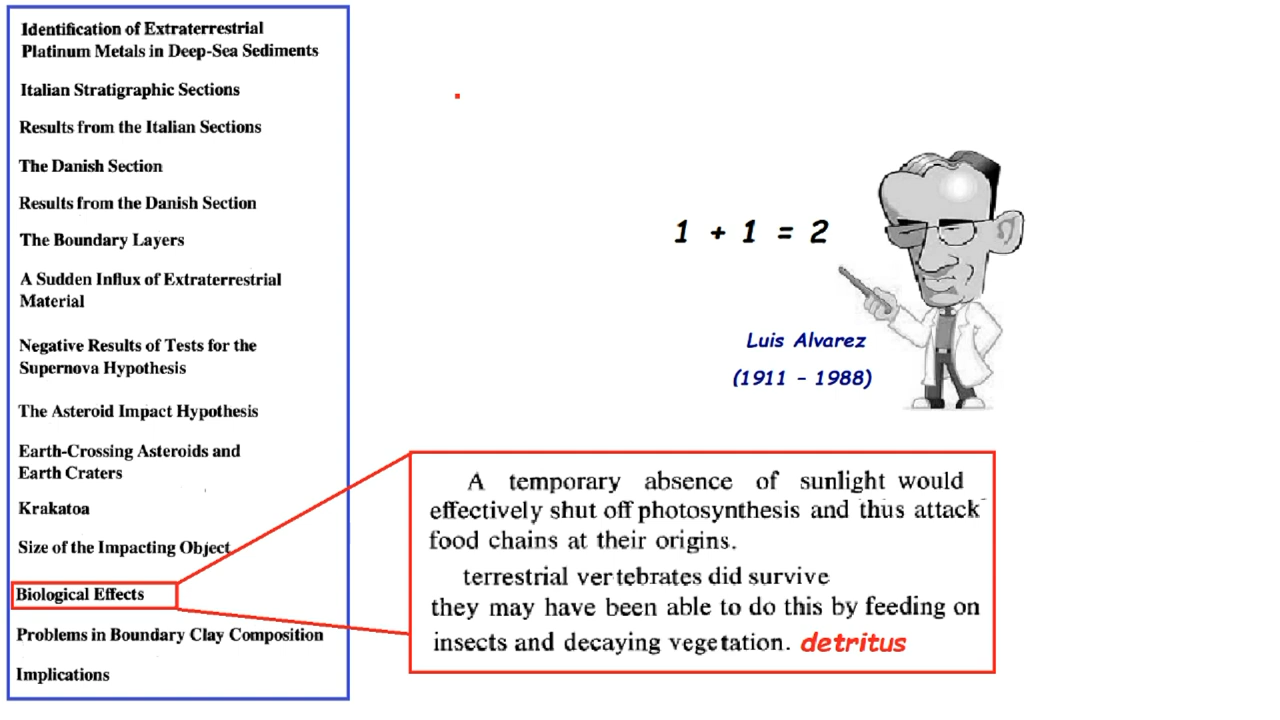 Identification of Extraterrestrial
Platinum Metals in Deep-Sea Sediments
Italian Stratigraphic Sections
Results from the Italian Sections
The Danish Section
Results from the Danish Section
The Boundary Layers
A Sudden Influx of Extraterrestrial
Material
Negative Results of Tests for the
Supernova Hypothesis
The Asteroid Impact Hypothesis
Earth-Crossing Asteroids and
Earth Craters
Krakatoa
Size of the Impacting Object
Biological Effects
Problems in Boundary Clay Composition
Implications
1 + 1 = 2
Luis Alvarez
(1911 - 1988)
A temporary absence of sunlight would
effectively shut off photosynthesis and thus attack
food chains at their origins.
terrestrial vertebrates did survive
they may have been able to do this by feeding on
insects and decaying vegetation. detritus